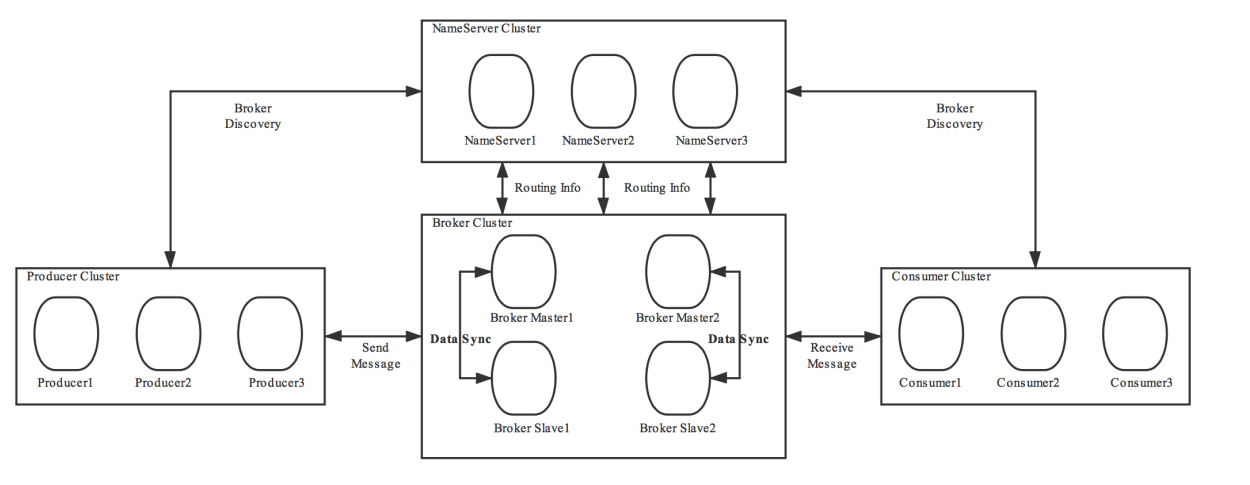 NameServer Cluster
NameServer1
NameServer2
NameServer3
Broker
Discovery
Broker
Discovery
Routing Info
Routing Info
Producer Cluster
Producer1
Producer2
Producer3
Send
Message
Broker Cluster
Broker Master1
Broker Master2
Data Sync
Data Sync
Broker Slave1
Broker Slave2
Receive
Message
Consumer Cluster
Consumer1
Consumer2
Consumer3